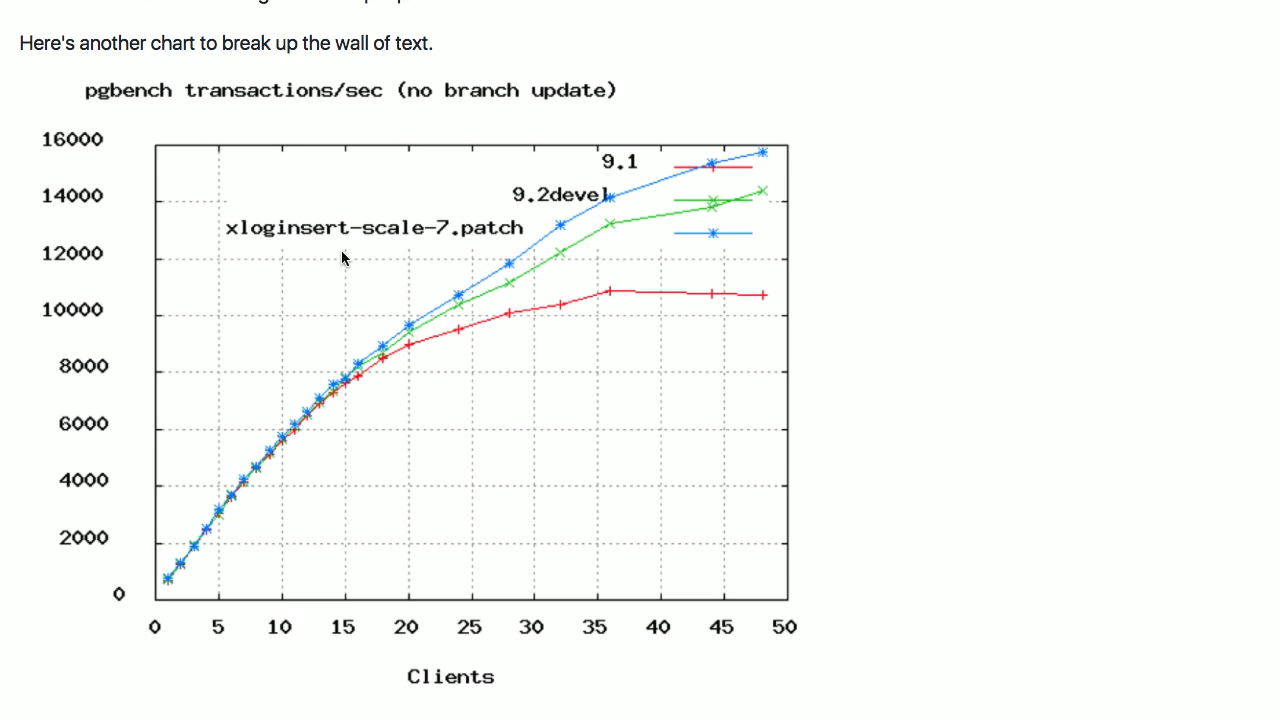 Here's another chart to break up the wall of text.
pgbench transactions/sec (no branch update)
16000
14000
12000
10000
8000
6000
4000
2000
0
9.1
9.2devel
xloginsert-scale-7.patch
0 5 10 15 20 25 30 35 40 45 50
Clients